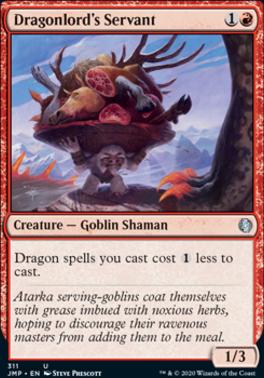 Dragonlord's Servant 1
Creature — Goblin Shaman
Dragon spells you cast cost 1 less to
cast.
Atarka serving-goblins coat themselves
with grease imbued with noxious herbs,
hoping to discourage their ravenous
masters from adding them to the meal.
1/3
311 U
JMP • EN Steve Prescott
™ & © 2020 Wizards of the Coast